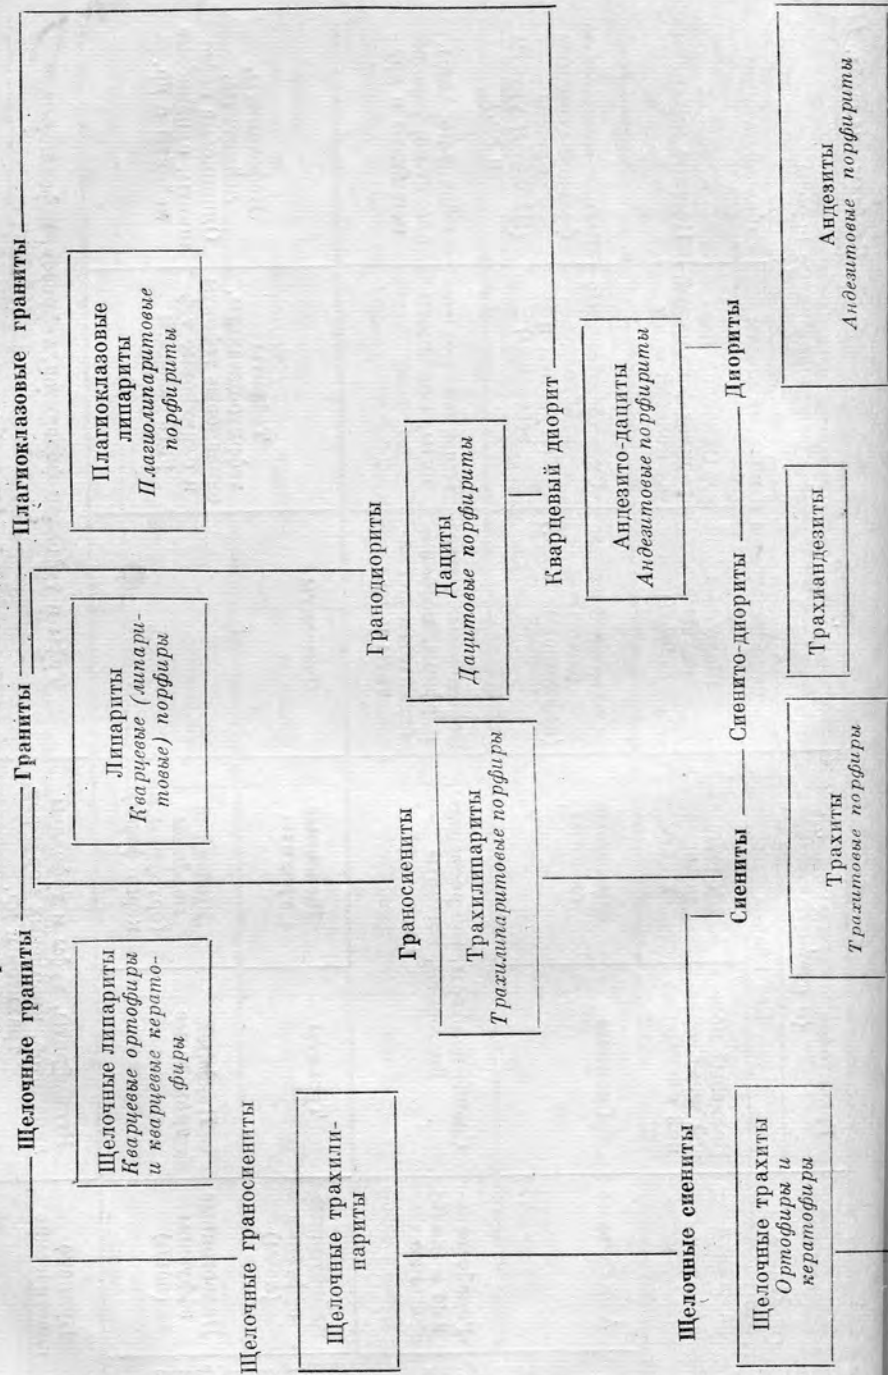 Щелочные граниты
Граниты
Плагиоклазовые граниты
Щелочные липариты
Кварцевые ортофиры
и кварцевые керато-
фиры
Липариты
Кварцевые (липари-
товые) порфиры
Плагиоклазовые
липариты
Плагиолипаритовые
порфириты
Щелочные граносиениты
Граносиениты
Гранодиориты
Щелочные трахили-
париты
Трахилипариты
Трахилипаритовые порфиры
Дациты
Дацитовые порфириты
Кварцевый диорит
Андезито-дациты
Андезитовые порфириты
Щелочные сиениты
Сиениты
Сиенито-диориты
Диориты
Щелочные трахиты
Ортофиры и
кератофиры
Трахиты
Трахитовые порфиры
Трахиандезиты
Андезиты
Андезитовые порфириты